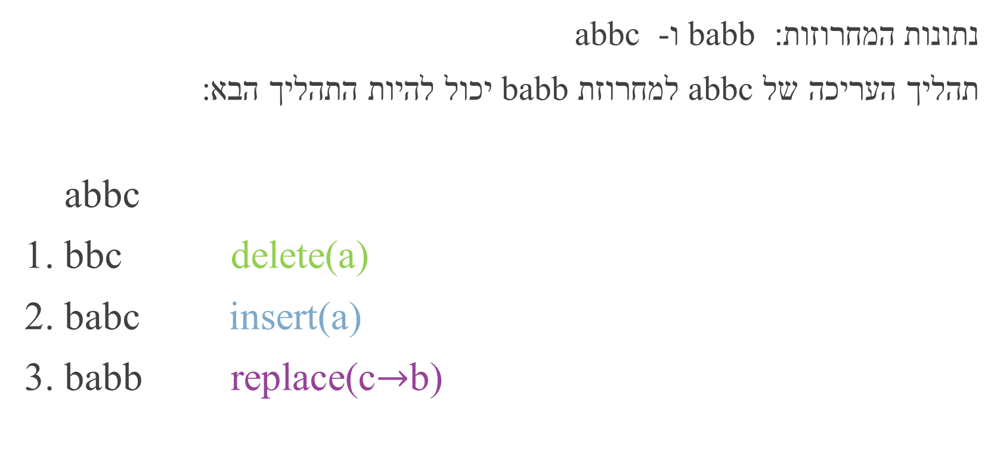 נתונות המחרוזות: babb ו- abbc
תהליך העריכה של abbc למחרוזת babb יכול להיות התהליך הבא:
abbc
1. bbc delete(a)
2. babc insert(a)
3. babb replace(c→b)